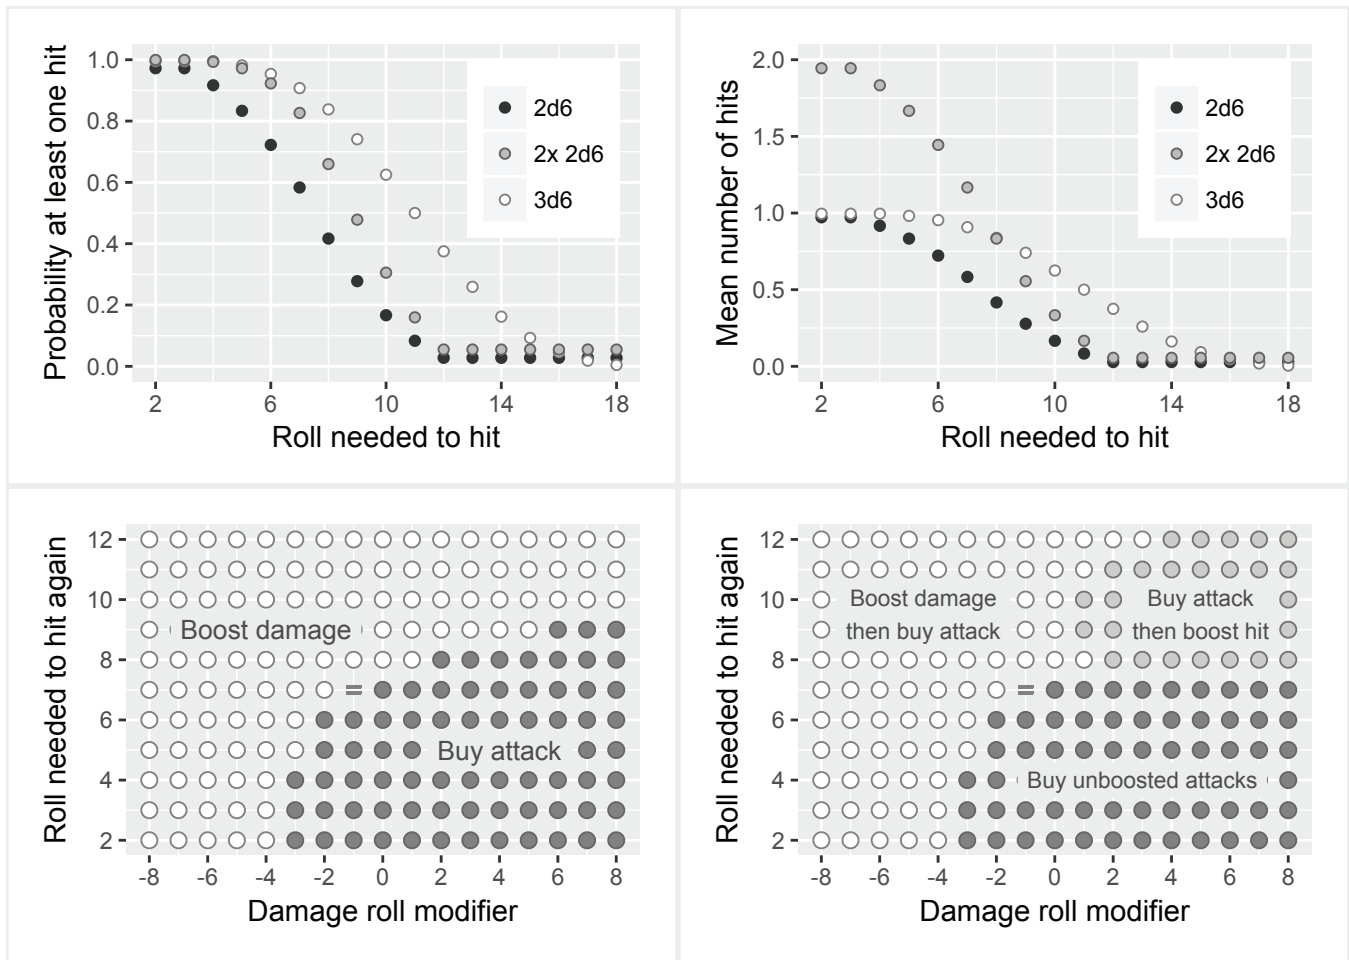 Probability at least one hit
1.0
0.8
0.6
0.4
0.2
0.0
2d6
2x 2d6
3d6
2 6 10 14 18
Roll needed to hit
Mean number of hits
2.0
1.5
1.0
0.5
0.0
2d6
2x 2d6
3d6
2 6 10 14 18
Roll needed to hit
Roll needed to hit again
12
10
8
6
4
2
Boost damage
=
Buy attack
-8 -6 -4 -2 0 2 4 6 8
Damage roll modifier
Roll needed to hit again
12
10
8
6
4
2
Boost damage
then buy attack
Buy attack
then boost hit
=
Buy unboosted attacks
-8 -6 -4 -2 0 2 4 6 8
Damage roll modifier